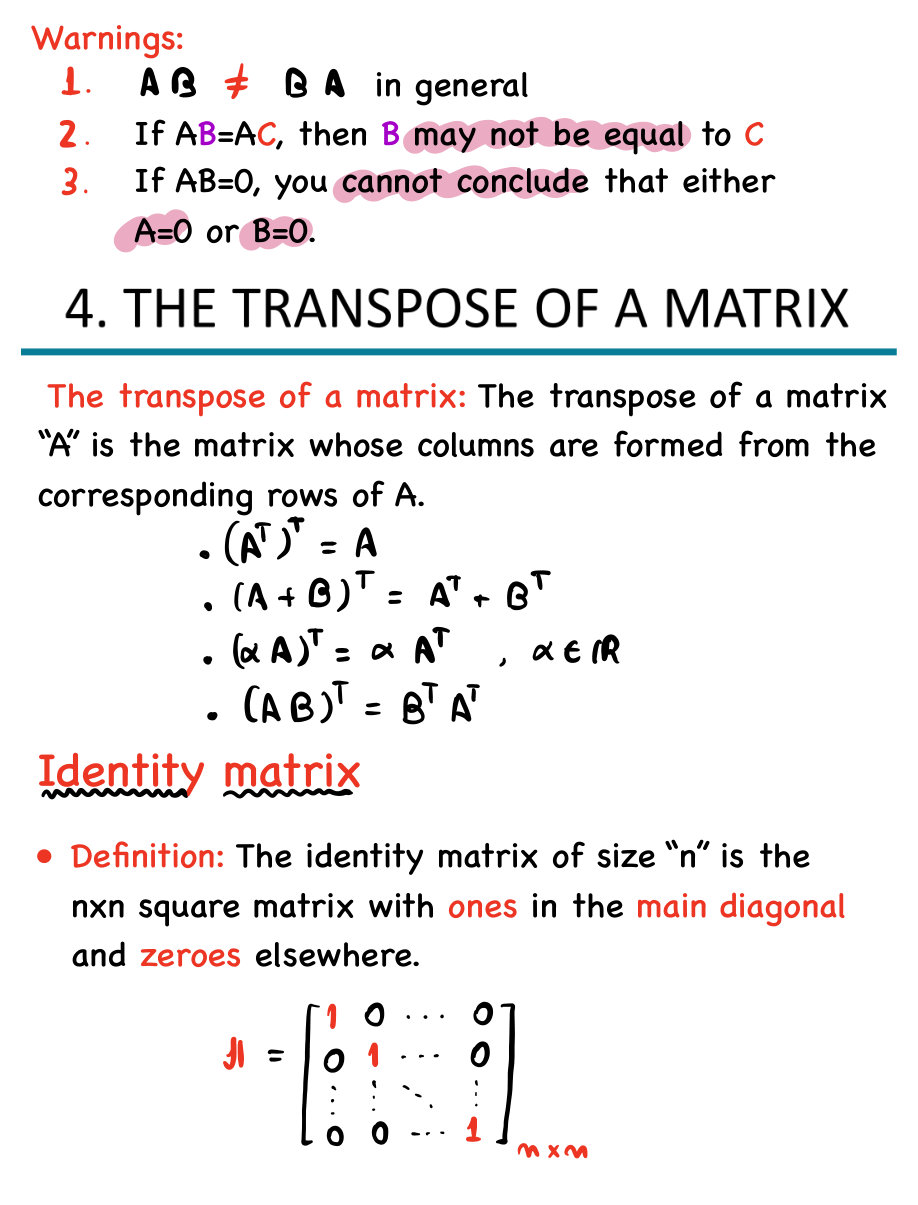 Warnings:
1. AB ≠ BA in general
2. If AB=AC, then B may not be equal to C
3. If AB=0, you cannot conclude that either
A=0 or B=0.
4. THE TRANSPOSE OF A MATRIX
The transpose of a matrix: The transpose of a matrix
“A” is the matrix whose columns are formed from the
corresponding rows of A.
• (Aᵀ)ᵀ = A
• (A + B)ᵀ = Aᵀ + Bᵀ
• (αA)ᵀ = α Aᵀ , α ∈ ℝ
• (AB)ᵀ = Bᵀ Aᵀ
Identity matrix
• Definition: The identity matrix of size “n” is the
nxn square matrix with ones in the main diagonal
and zeroes elsewhere.
1 0 ... 0
0 1 ... 0
⋮ ⋮ ⋱ ⋮
0 0 ... 1
n x n